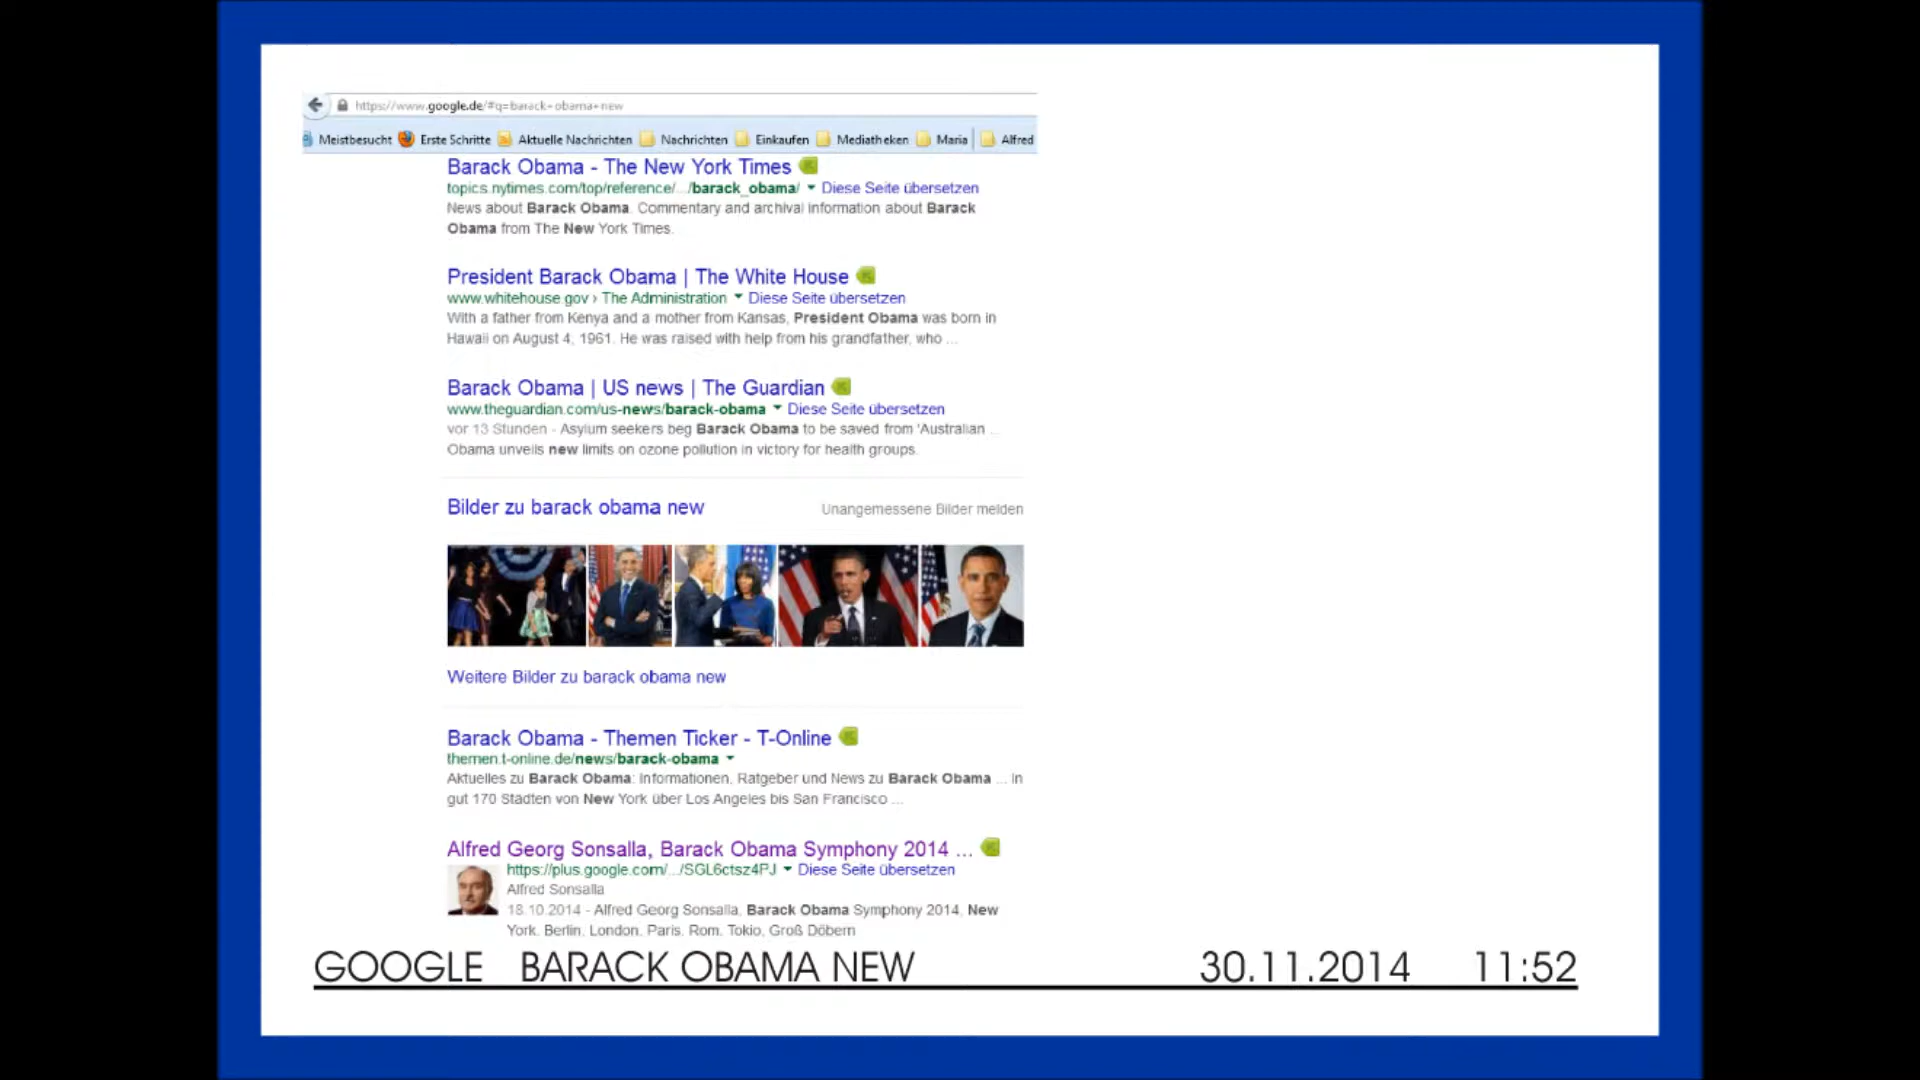 https://www.google.de/#q=barack+obama+new
Meistbesucht Erste Schritte Aktuelle Nachrichten Nachrichten Einkaufen Mediatheken Maria Alfred
Barack Obama - The New York Times
topics.nytimes.com/top/reference/.../barack_obama/ Diese Seite übersetzen
News about Barack Obama. Commentary and archival information about Barack
Obama from The New York Times.
President Barack Obama | The White House
www.whitehouse.gov › The Administration Diese Seite übersetzen
With a father from Kenya and a mother from Kansas, President Obama was born in
Hawaii on August 4, 1961. He was raised with help from his grandfather, who ...
Barack Obama | US news | The Guardian
www.theguardian.com/us-news/barack-obama Diese Seite übersetzen
vor 13 Stunden - Asylum seekers beg Barack Obama to be saved from 'Australian ...
Obama unveils new limits on ozone pollution in victory for health groups.
Bilder zu barack obama new Unangemessene Bilder melden
Weitere Bilder zu barack obama new
Barack Obama - Themen Ticker - T-Online
themen.t-online.de/news/barack-obama
Aktuelles zu Barack Obama: Informationen, Ratgeber und News zu Barack Obama ... In
gut 170 Städten von New York über Los Angeles bis San Francisco ...
Alfred Georg Sonsalla, Barack Obama Symphony 2014 ...
https://plus.google.com/.../SGL6ctsz4PJ Diese Seite übersetzen
Alfred Sonsalla
18.10.2014 - Alfred Georg Sonsalla, Barack Obama Symphony 2014, New
York, Berlin, London, Paris, Rom, Tokio, Groß Döbern
GOOGLE BARACK OBAMA NEW 30.11.2014 11:52